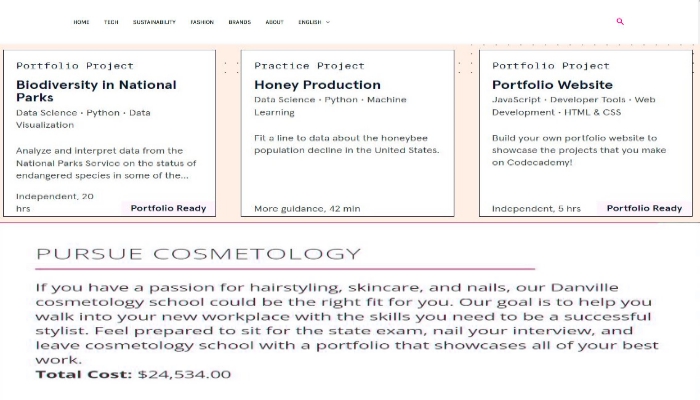 HOME TECH SUSTAINABILITY FASHION BRANDS ABOUT ENGLISH
Portfolio Project
Biodiversity in National
Parks
Data Science • Python • Data
Visualization
Analyze and interpret data from the
National Parks Service on the status of
endangered species in some of the...
Independent, 20
hrs
Portfolio Ready
Practice Project
Honey Production
Data Science • Python • Machine
Learning
Fit a line to data about the honeybee
population decline in the United States.
More guidance, 42 min
Portfolio Project
Portfolio Website
JavaScript • Developer Tools • Web
Development • HTML & CSS
Build your own portfolio website to
showcase the projects that you make
on Codecademy!
Independent, 5 hrs
Portfolio Ready
PURSUE COSMETOLOGY
If you have a passion for hairstyling, skincare, and nails, our Danville
cosmetology school could be the right fit for you. Our goal is to help you
walk into your new workplace with the skills you need to be a successful
stylist. Feel prepared to sit for the state exam, nail your interview, and
leave cosmetology school with a portfolio that showcases all of your best
work.
Total Cost: $24,534.00